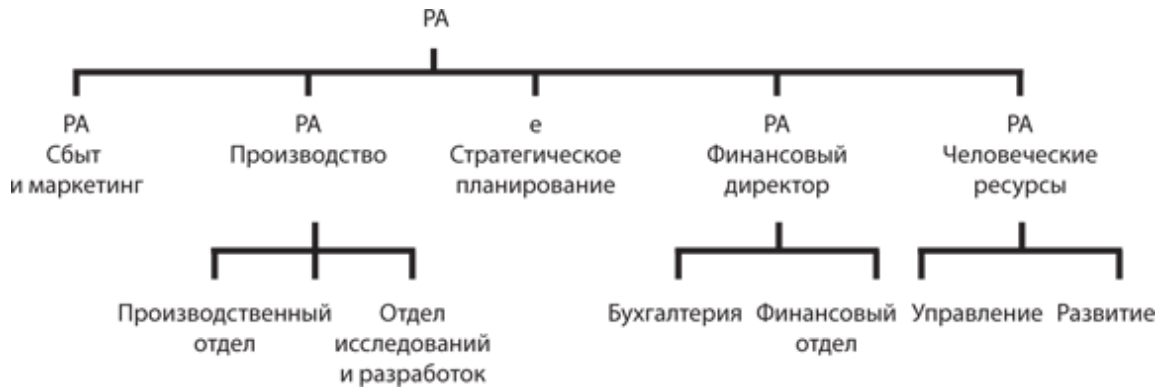 PA
PA
Сбыт
и маркетинг
PA
Производство
e
Стратегическое
планирование
PA
Финансовый
директор
PA
Человеческие
ресурсы
Производственный
отдел
Отдел
исследований
и разработок
Бухгалтерия
Финансовый
отдел
Управление
Развитие